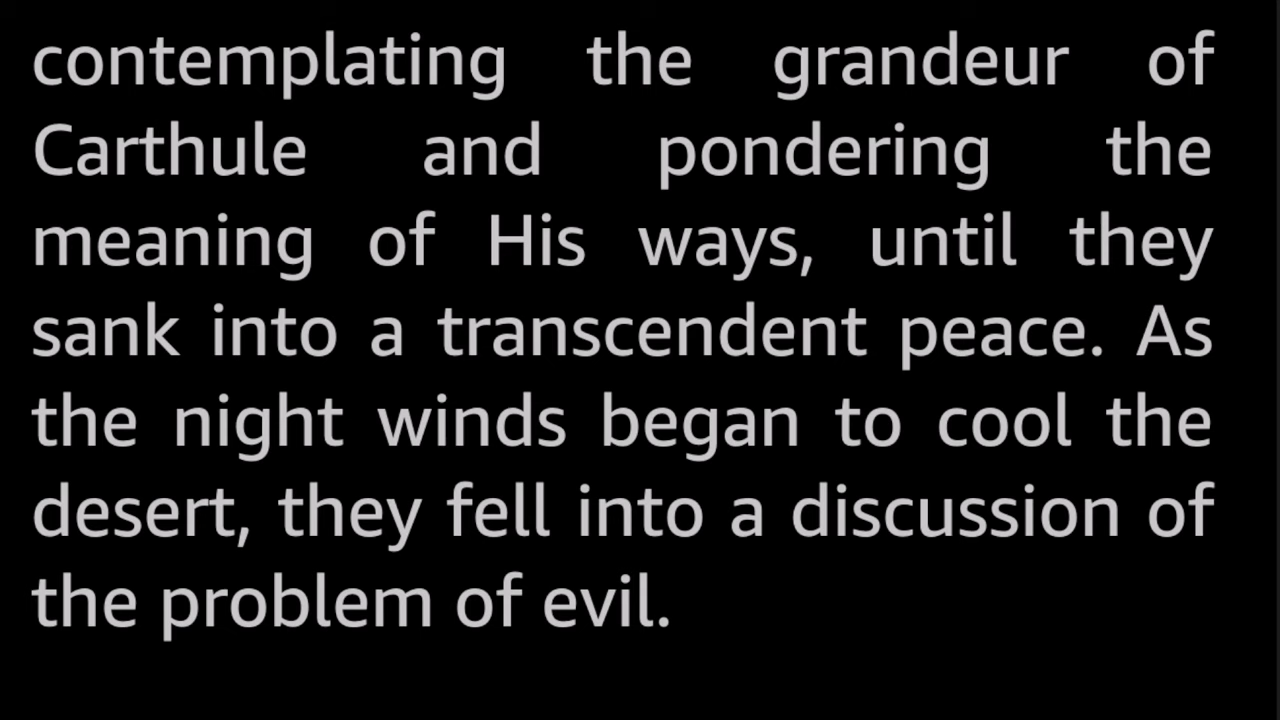 contemplating the grandeur of
Carthule and pondering the
meaning of His ways, until they
sank into a transcendent peace. As
the night winds began to cool the
desert, they fell into a discussion of
the problem of evil.